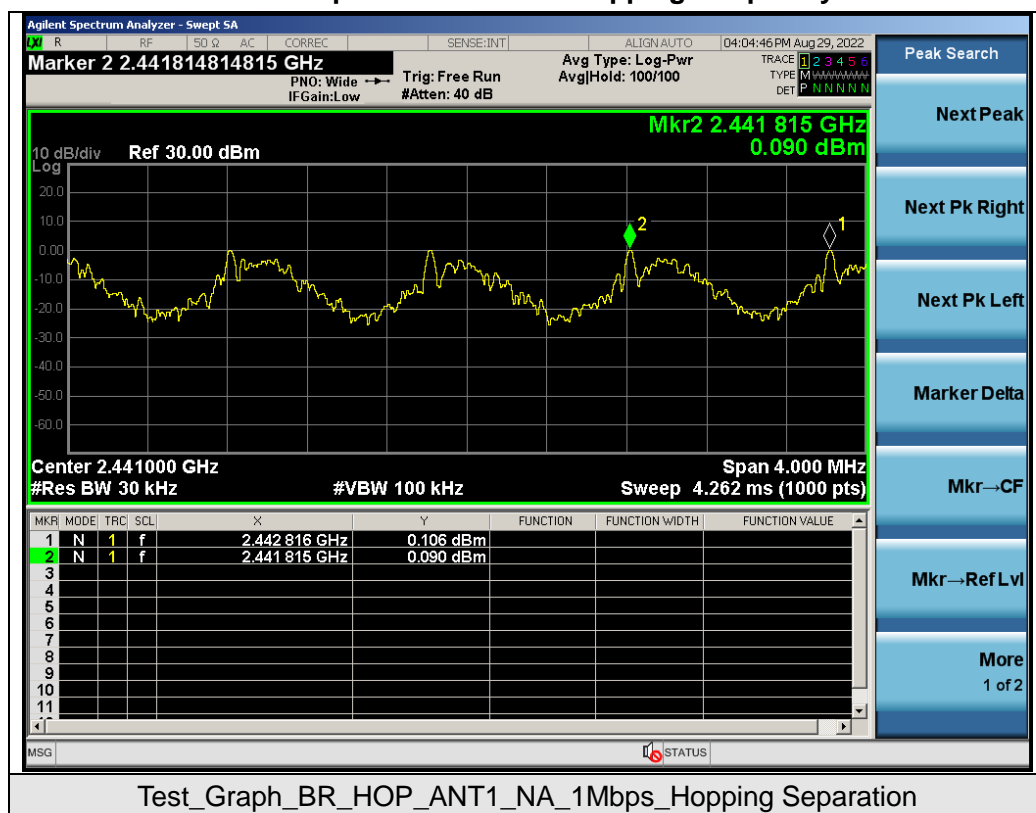 Agilent Spectrum Analyzer - Swept SA
LXI R RF 50 Ω AC CORREC SENSE:INT ALIGN AUTO 04:04:46 PM Aug 29, 2022
Marker 2 2.441814814815 GHz
PNO: Wide
IFGain:Low
Trig: Free Run
#Atten: 40 dB
Avg Type: Log-Pwr
Avg|Hold: 100/100
TRACE 1 2 3 4 5 6
TYPE M WWWWW
DET P N N N N N
Peak Search
Mkr2 2.441 815 GHz
0.090 dBm
10 dB/div Ref 30.00 dBm
Log
20.0
10.0
0.00
-10.0
-20.0
-30.0
-40.0
-50.0
-60.0
2
1
Center 2.441000 GHz Span 4.000 MHz
#Res BW 30 kHz #VBW 100 kHz Sweep 4.262 ms (1000 pts)
MKR MODE TRC SCL X Y FUNCTION FUNCTION WIDTH FUNCTION VALUE
1 N 1 f 2.442 816 GHz 0.106 dBm
2 N 1 f 2.441 815 GHz 0.090 dBm
3
4
5
6
7
8
9
10
11
Next Peak
Next Pk Right
Next Pk Left
Marker Delta
Mkr→CF
Mkr→Ref Lvl
More
1 of 2
MSG STATUS
Test_Graph_BR_HOP_ANT1_NA_1Mbps_Hopping Separation